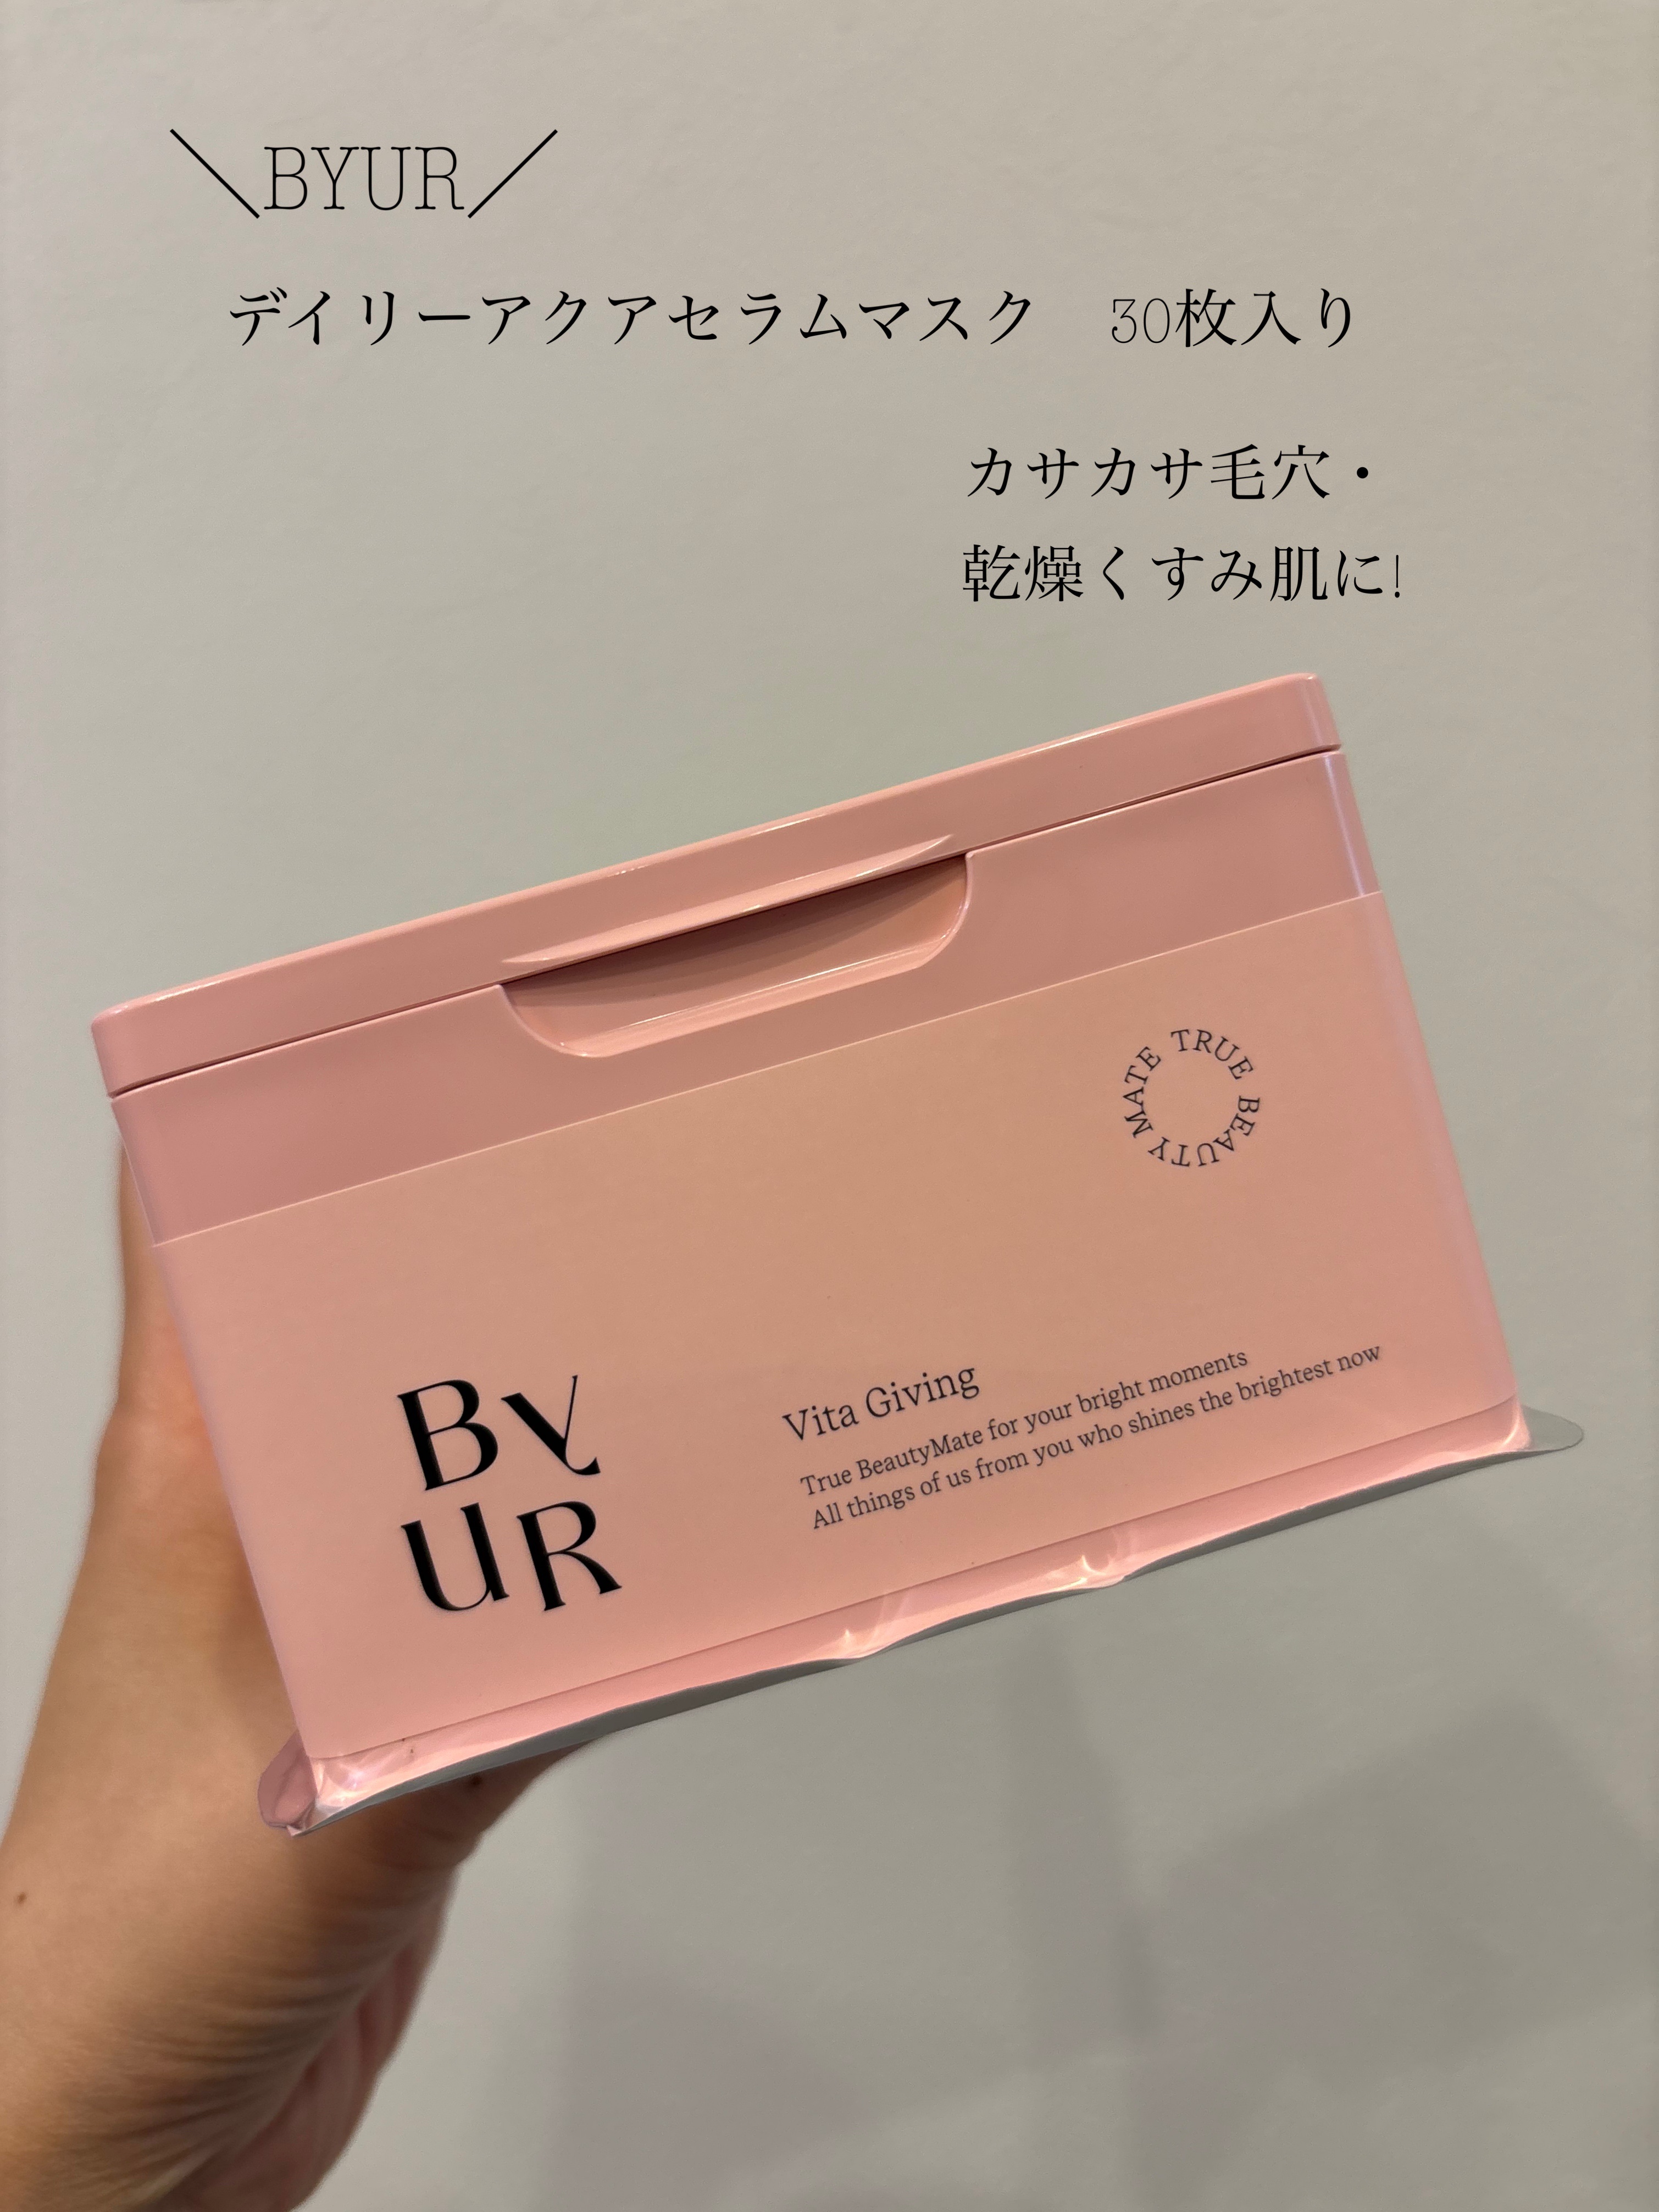 ＼BYUR／
デイリーアクアセラムマスク　30枚入り
カサカサ毛穴・
乾燥くすみ肌に!
TRUE BEAUTY MATE
By
UR
Vita Giving
True BeautyMate for your bright moments
All things of us from you who shines the brightest now